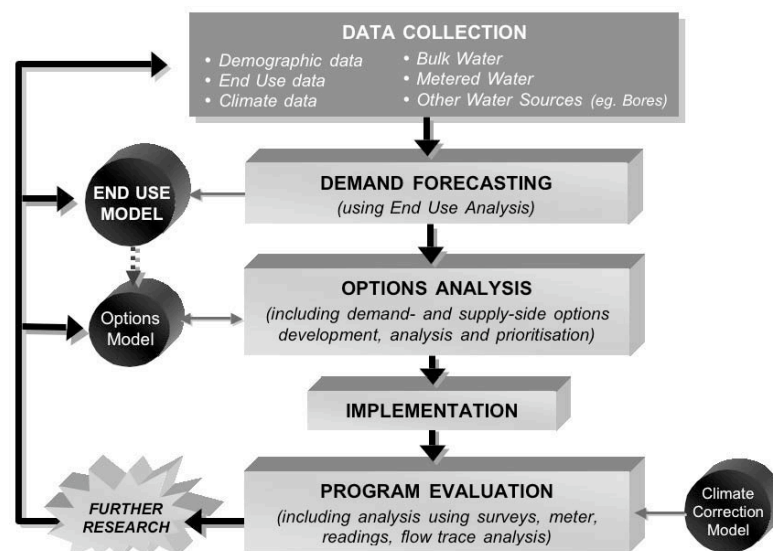 DATA COLLECTION
• Demographic data
• End Use data
• Climate data
• Bulk Water
• Metered Water
• Other Water Sources (eg. Bores)
END USE
MODEL
DEMAND FORECASTING
(using End Use Analysis)
Options
Model
OPTIONS ANALYSIS
(including demand- and supply-side options
development, analysis and prioritisation)
IMPLEMENTATION
FURTHER
RESEARCH
PROGRAM EVALUATION
(including analysis using surveys, meter,
readings, flow trace analysis)
Climate
Correction
Model